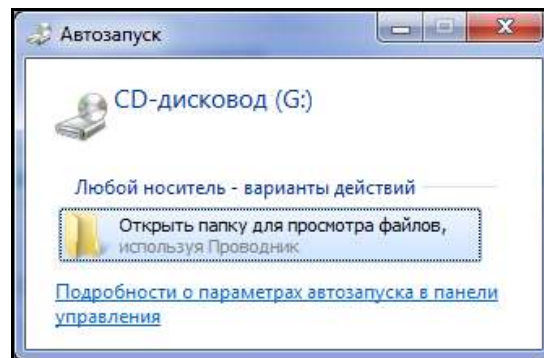 Автозапуск
CD-дисковод (G:)
Любой носитель - варианты действий
Открыть папку для просмотра файлов,
используя Проводник
Подробности о параметрах автозапуска в панели
управления